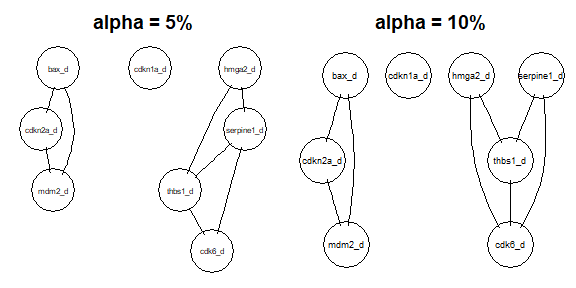 alpha = 5%
bax_d
cdkn1a_d
hmga2_d
cdkn2a_d
serpine1_d
mdm2_d
thbs1_d
cdk6_d
alpha = 10%
bax_d
cdkn1a_d
hmga2_d
serpine1_d
cdkn2a_d
thbs1_d
mdm2_d
cdk6_d